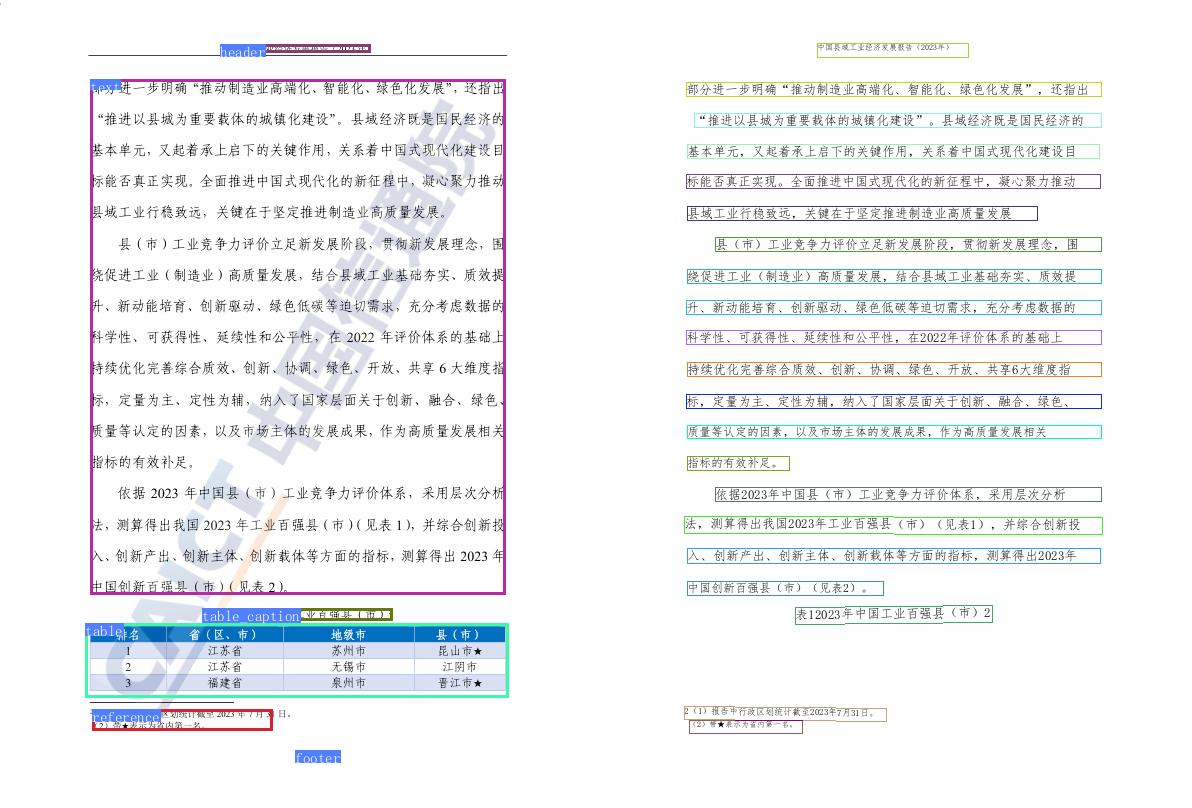 header
text
部分进一步明确“推动制造业高端化、智能化、绿色化发展”，还指出
“推进以县城为重要载体的城镇化建设”。县域经济既是国民经济的
基本单元，又起着承上启下的关键作用，关系着中国式现代化建设目
标能否真正实现。全面推进中国式现代化的新征程中，凝心聚力推动
县域工业行稳致远，关键在于坚定推进制造业高质量发展。
县（市）工业竞争力评价立足新发展阶段，贯彻新发展理念，围
绕促进工业（制造业）高质量发展，结合县域工业基础夯实、质效提
升、新动能培育、创新驱动、绿色低碳等迫切需求，充分考虑数据的
科学性、可获得性、延续性和公平性，在 2022 年评价体系的基础上
持续优化完善综合质效、创新、协调、绿色、开放、共享 6 大维度指
标，定量为主、定性为辅，纳入了国家层面关于创新、融合、绿色、
质量等认定的因素，以及市场主体的发展成果，作为高质量发展相关
指标的有效补足。
依据 2023 年中国县（市）工业竞争力评价体系，采用层次分析
法，测算得出我国 2023 年工业百强县（市）（见表 1），并综合创新投
入、创新产出、创新主体、创新载体等方面的指标，测算得出 2023 年
中国创新百强县（市）（见表 2）。
table caption 业百强县（市）
table
排名 省（区、市） 地级市 县（市）
1 江苏省 苏州市 昆山市★
2 江苏省 无锡市 江阴市
3 福建省 泉州市 晋江市★
区划统计截至 2023 年 7 月 31 日。
reference
（2）带★表示为省内第一名。
footer
CAICT 中国信通院
中国县域工业经济发展报告（2023年）
部分进一步明确“推动制造业高端化、智能化、绿色化发展”，还指出
“推进以县城为重要载体的城镇化建设”。县域经济既是国民经济的
基本单元，又起着承上启下的关键作用，关系着中国式现代化建设目
标能否真正实现。全面推进中国式现代化的新征程中，凝心聚力推动
县域工业行稳致远，关键在于坚定推进制造业高质量发展
县（市）工业竞争力评价立足新发展阶段，贯彻新发展理念，围
绕促进工业（制造业）高质量发展，结合县域工业基础夯实、质效提
升、新动能培育、创新驱动、绿色低碳等迫切需求，充分考虑数据的
科学性、可获得性、延续性和公平性，在2022年评价体系的基础上
持续优化完善综合质效、创新、协调、绿色、开放、共享6大维度指
标，定量为主、定性为辅，纳入了国家层面关于创新、融合、绿色、
质量等认定的因素，以及市场主体的发展成果，作为高质量发展相关
指标的有效补足。
依据2023年中国县（市）工业竞争力评价体系，采用层次分析
法，测算得出我国2023年工业百强县（市）（见表1），并综合创新投
入、创新产出、创新主体、创新载体等方面的指标，测算得出2023年
中国创新百强县（市）（见表2）。
表12023年中国工业百强县（市）2
2（1）报告中行政区划统计截至2023年7月31日。
（2）带★表示为省内第一名。